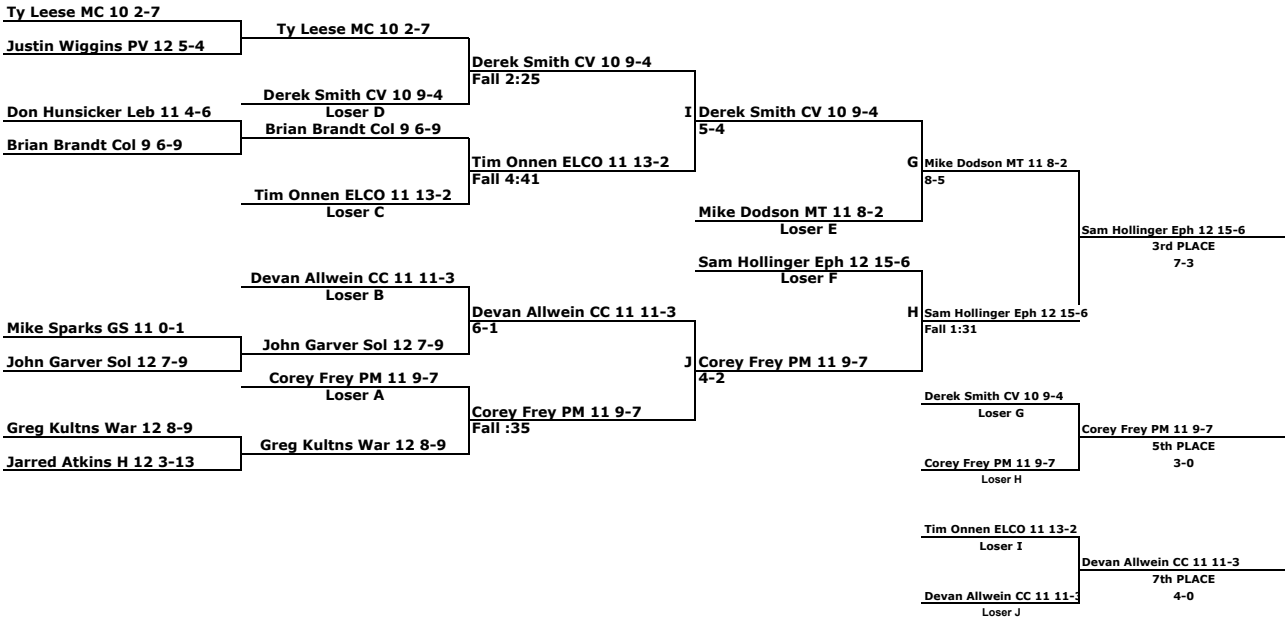 Ty Leese MC 10 2-7
Justin Wiggins PV 12 5-4
Ty Leese MC 10 2-7
Derek Smith CV 10 9-4
Fall 2:25
Derek Smith CV 10 9-4
Loser D
Don Hunsicker Leb 11 4-6
Brian Brandt Col 9 6-9
Brian Brandt Col 9 6-9
I Derek Smith CV 10 9-4
5-4
Tim Onnen ELCO 11 13-2
Fall 4:41
Tim Onnen ELCO 11 13-2
Loser C
G Mike Dodson MT 11 8-2
8-5
Mike Dodson MT 11 8-2
Loser E
Sam Hollinger Eph 12 15-6
3rd PLACE
7-3
Sam Hollinger Eph 12 15-6
Loser F
Devan Allwein CC 11 11-3
Loser B
Devan Allwein CC 11 11-3
6-1
H Sam Hollinger Eph 12 15-6
Fall 1:31
Mike Sparks GS 11 0-1
John Garver Sol 12 7-9
John Garver Sol 12 7-9
J Corey Frey PM 11 9-7
4-2
Corey Frey PM 11 9-7
Loser A
Corey Frey PM 11 9-7
Fall :35
Greg Kultns War 12 8-9
Jarred Atkins H 12 3-13
Greg Kultns War 12 8-9
Derek Smith CV 10 9-4
Loser G
Corey Frey PM 11 9-7
5th PLACE
3-0
Corey Frey PM 11 9-7
Loser H
Tim Onnen ELCO 11 13-2
Loser I
Devan Allwein CC 11 11-3
7th PLACE
4-0
Devan Allwein CC 11 11-3
Loser J